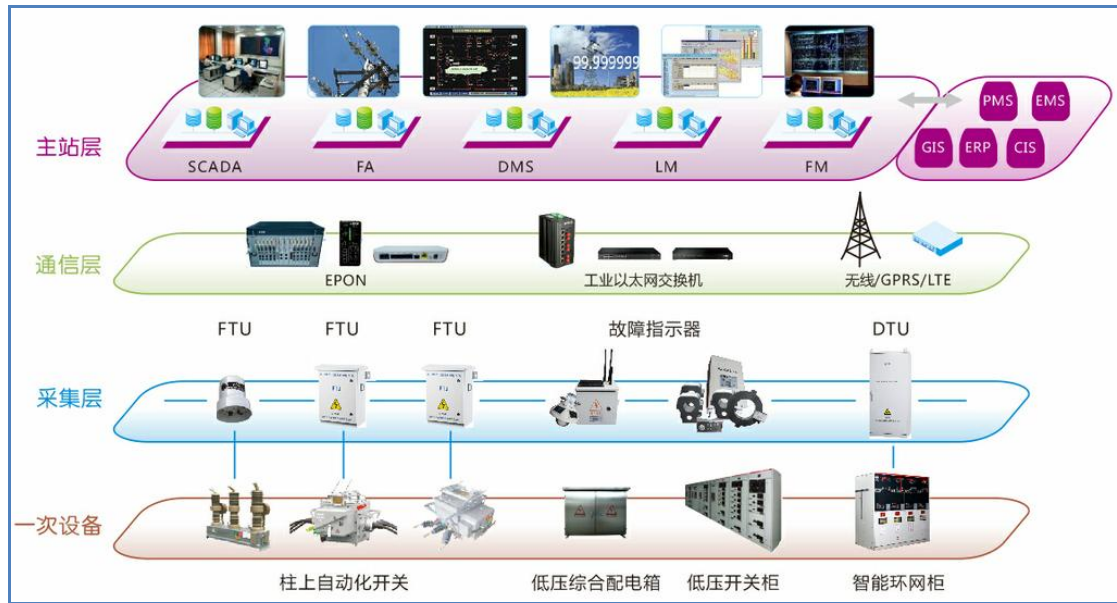 99.999999
主站层
SCADA
FA
DMS
LM
FM
PMS
EMS
GIS
ERP
CIS
通信层
EPON
工业以太网交换机
无线/GPRS/LTE
FTU
FTU
FTU
故障指示器
DTU
采集层
FTU
FTU
一次设备
柱上自动化开关
低压综合配电箱
低压开关柜
智能环网柜